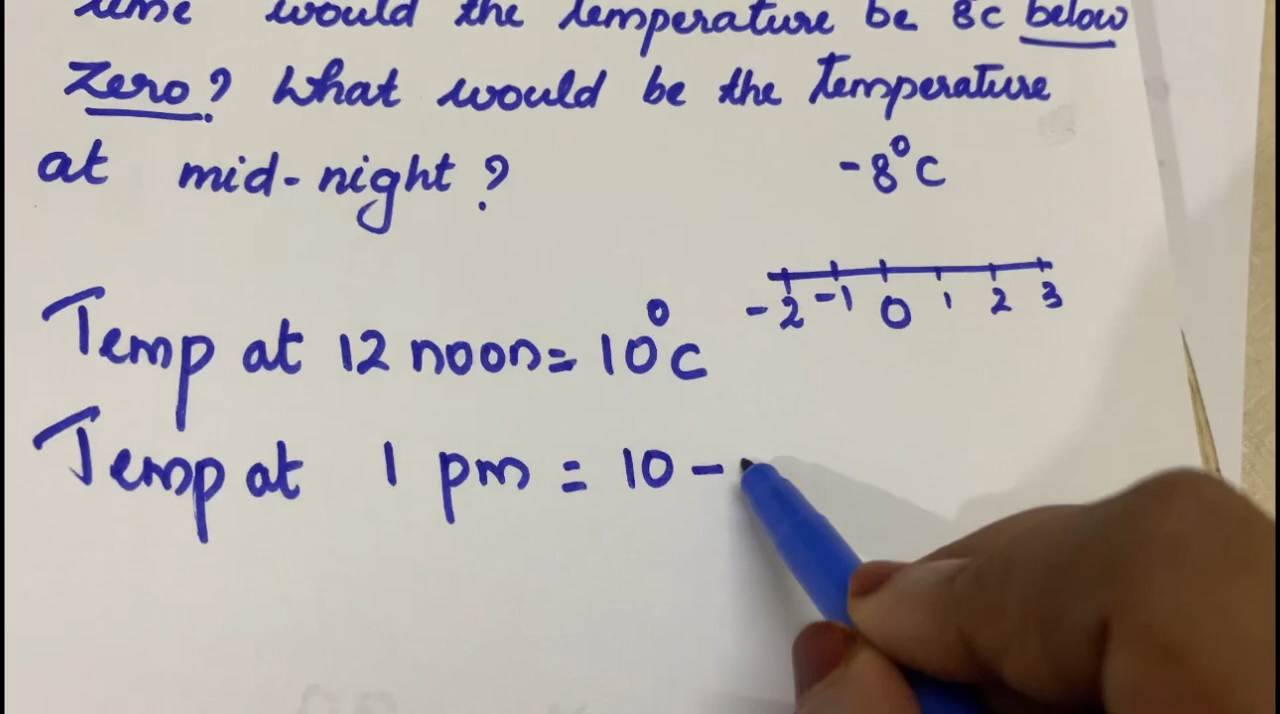 time would the temperature be 8c below
Zero? What would be the temperature
at mid-night?
-8°C
-2 -1 0 1 2 3
Temp at 12 noon= 10°c
Temp at 1 pm = 10 -